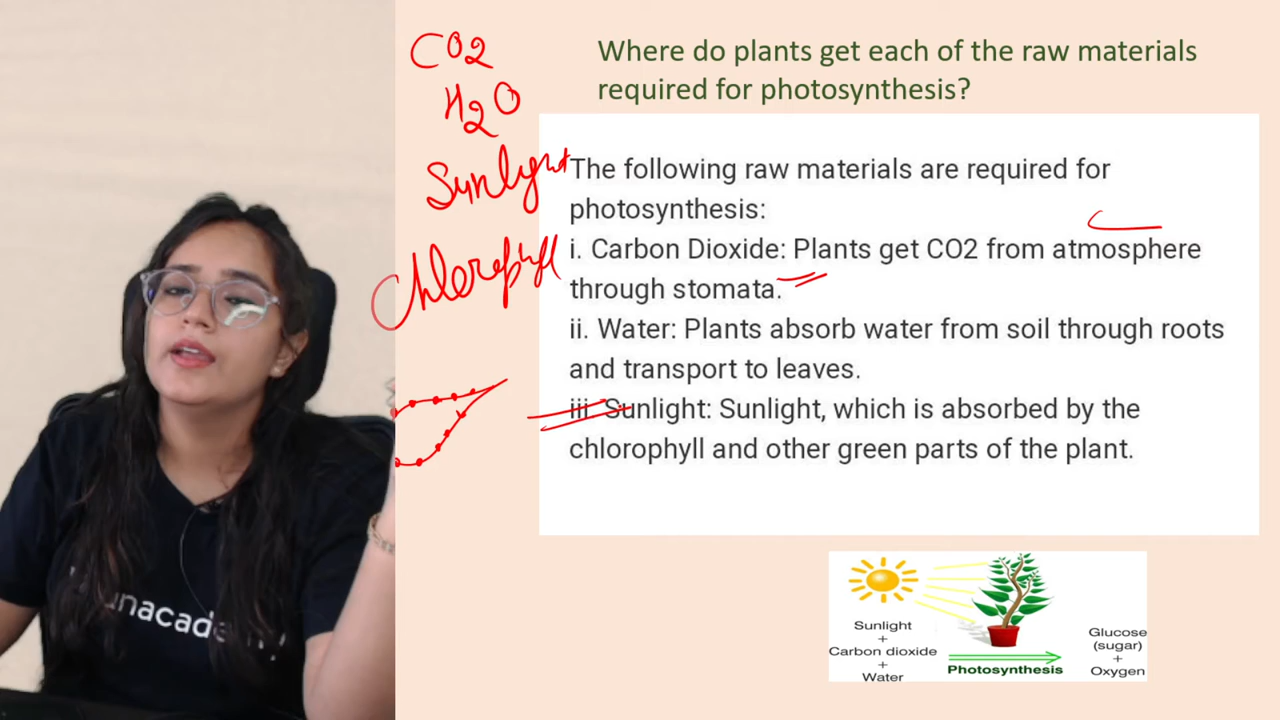 CO2
H2O
Sunlight
Chlorophyll
Where do plants get each of the raw materials
required for photosynthesis?
The following raw materials are required for
photosynthesis:
i. Carbon Dioxide: Plants get CO2 from atmosphere
through stomata.
ii. Water: Plants absorb water from soil through roots
and transport to leaves.
iii. Sunlight: Sunlight, which is absorbed by the
chlorophyll and other green parts of the plant.
Sunlight
+
Carbon dioxide
+
Water
Photosynthesis
Glucose
(sugar)
+
Oxygen